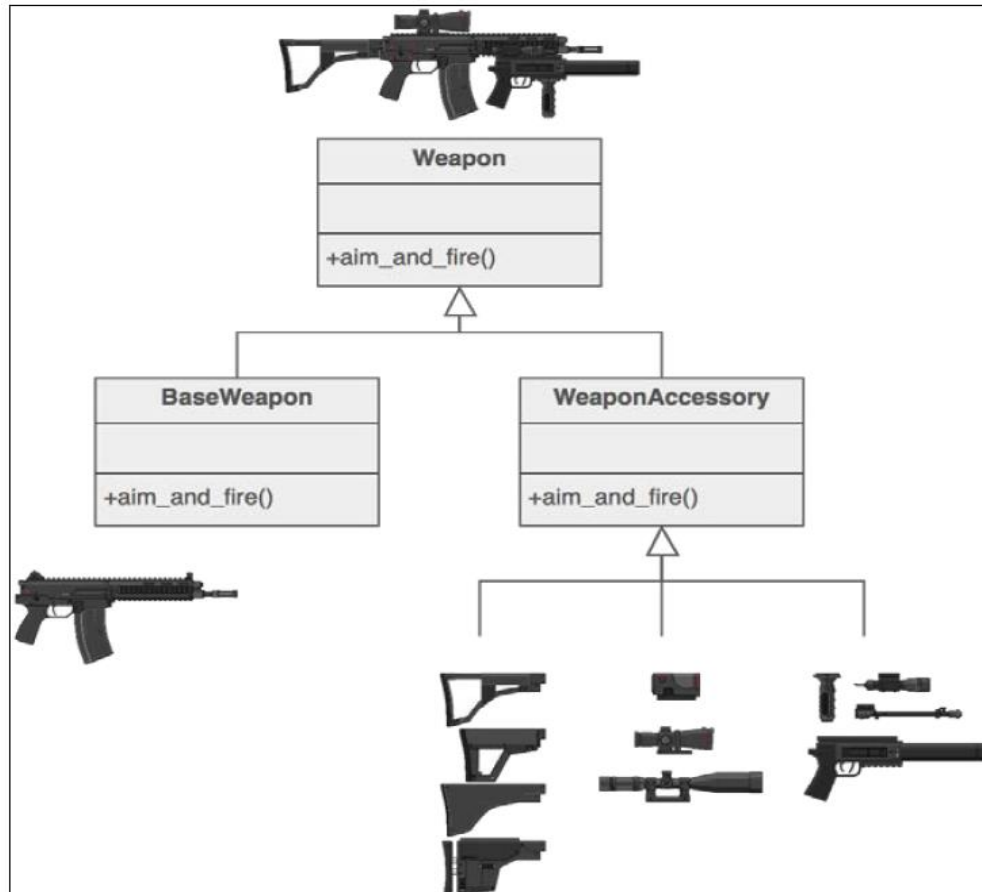 Weapon
+aim_and_fire()
BaseWeapon
WeaponAccessory
+aim_and_fire()
+aim_and_fire()